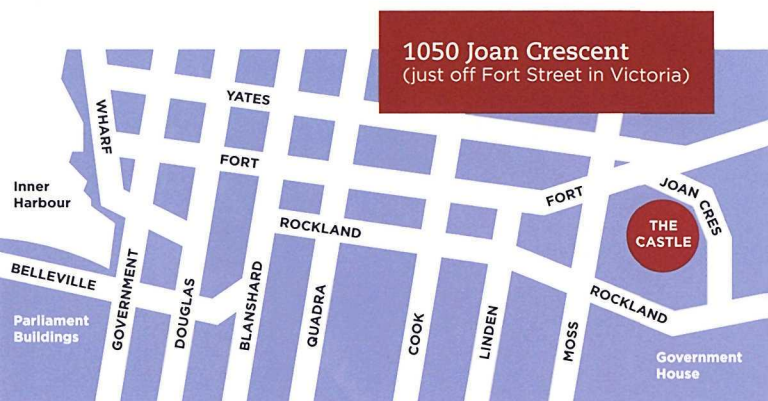 1050 Joan Crescent
(just off Fort Street in Victoria)
YATES
WHARF
FORT
Inner
Harbour
FORT
JOAN CRES
THE
CASTLE
ROCKLAND
BELLEVILLE
GOVERNMENT
DOUGLAS
BLANSHARD
QUADRA
COOK
LINDEN
MOSS
ROCKLAND
Parliament
Buildings
Government
House